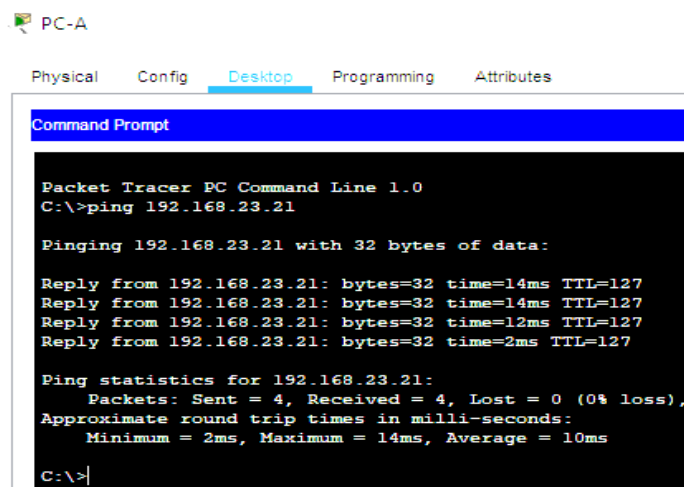 PC-A
Physical Config Desktop Programming Attributes
Command Prompt
Packet Tracer PC Command Line 1.0
C:\>ping 192.168.23.21
Pinging 192.168.23.21 with 32 bytes of data:
Reply from 192.168.23.21: bytes=32 time=14ms TTL=127
Reply from 192.168.23.21: bytes=32 time=14ms TTL=127
Reply from 192.168.23.21: bytes=32 time=12ms TTL=127
Reply from 192.168.23.21: bytes=32 time=2ms TTL=127
Ping statistics for 192.168.23.21:
Packets: Sent = 4, Received = 4, Lost = 0 (0% loss),
Approximate round trip times in milli-seconds:
Minimum = 2ms, Maximum = 14ms, Average = 10ms
C:\>